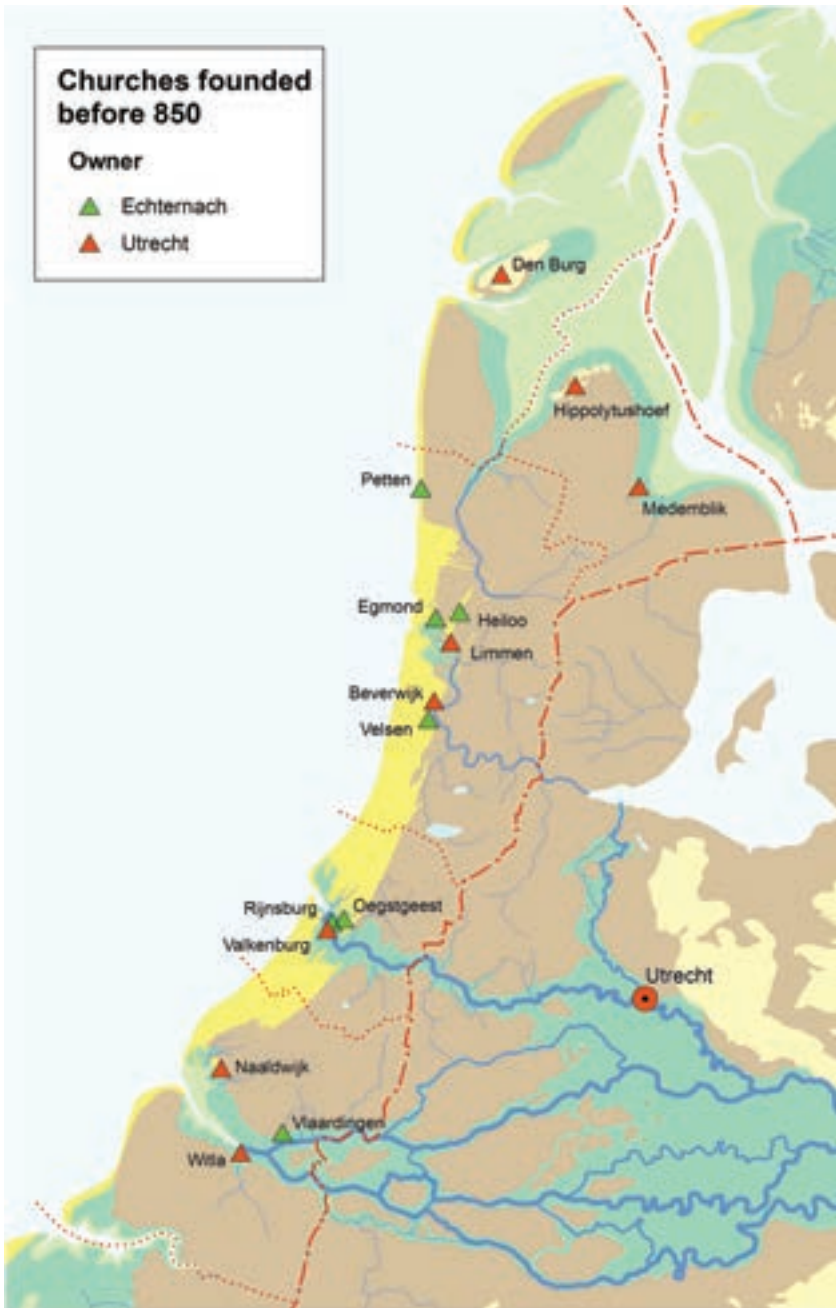 Churches founded
before 850
Owner
Echternach
Utrecht
Den Burg
Hippolytushoef
Petten
Medemblik
Egmond
Heiloo
Limmen
Beverwijk
Velsen
Rijnsburg
Oegstgeest
Valkenburg
Utrecht
Naaldwijk
Vlaardingen
Witla